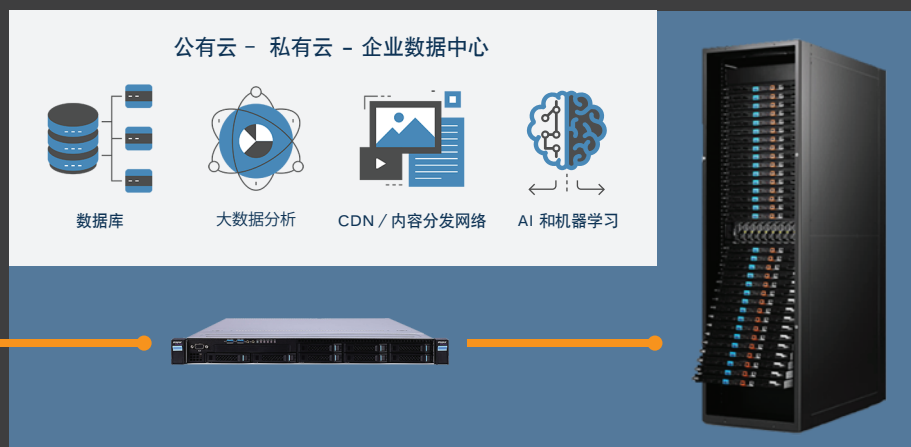 公有云 - 私有云 - 企业数据中心
数据库
大数据分析
CDN / 内容分发网络
AI 和机器学习